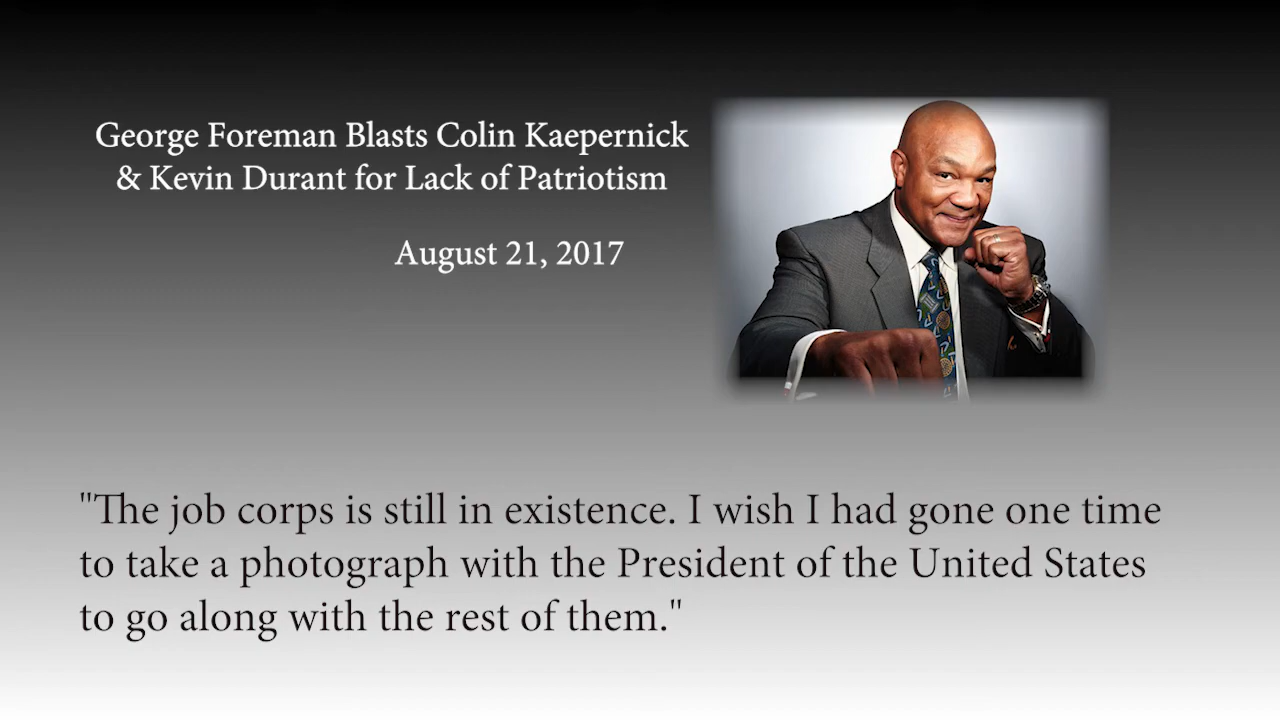 George Foreman Blasts Colin Kaepernick
& Kevin Durant for Lack of Patriotism
August 21, 2017
"The job corps is still in existence. I wish I had gone one time
to take a photograph with the President of the United States
to go along with the rest of them."